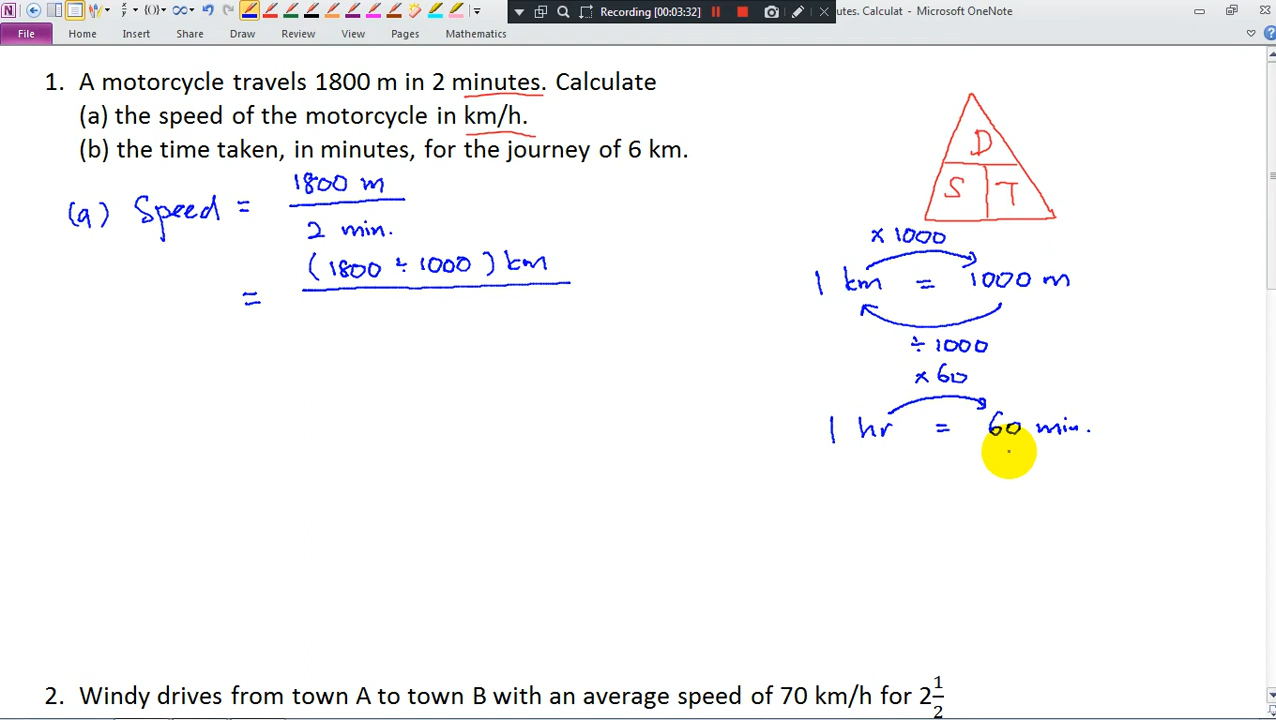 Recording [00:03:32]
utes. Calculat - Microsoft OneNote
File Home Insert Share Draw Review Pages Mathematics
1. A motorcycle travels 1800 m in 2 minutes. Calculate
(a) the speed of the motorcycle in km/h.
(b) the time taken, in minutes, for the journey of 6 km.
D
S T
(a) Speed = 1800 m
2 min.
= (1800 ÷ 1000) km
× 1000
1 km = 1000 m
÷ 1000
× 60
1 hr = 60 min.
2. Windy drives from town A to town B with an average speed of 70 km/h for 2 1/2